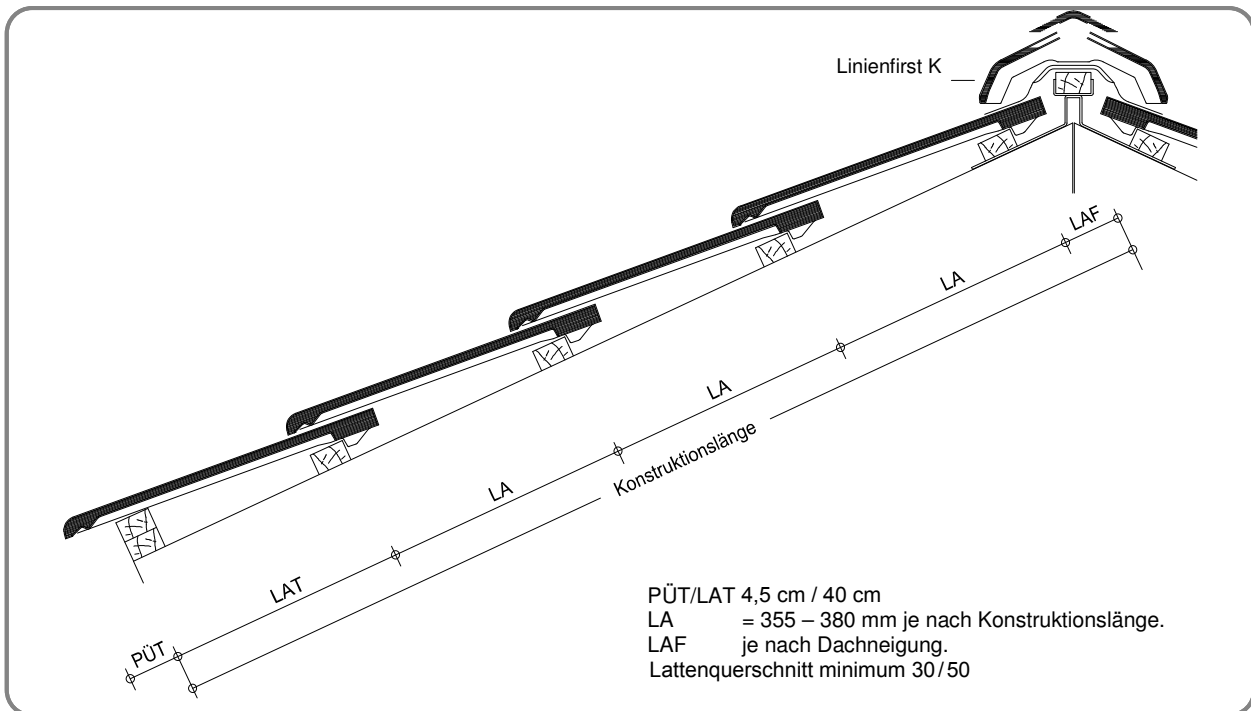 Linienfirst K
LAF
LA
LA
LA
Konstruktionslänge
LAT
PÜT
PÜT/LAT 4,5 cm / 40 cm
LA = 355 – 380 mm je nach Konstruktionslänge.
LAF je nach Dachneigung.
Lattenquerschnitt minimum 30/50